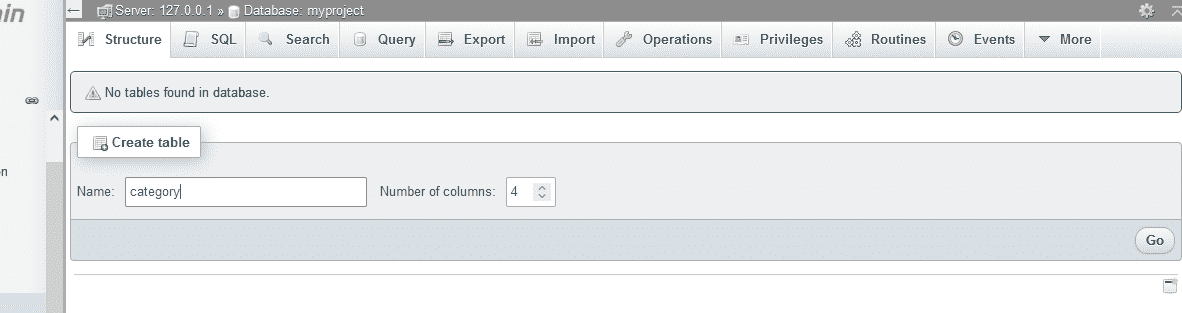 in
Server: 127.0.0.1 » Database: myproject
Structure SQL Search Query Export Import Operations Privileges Routines Events More
No tables found in database.
Create table
Name: category Number of columns: 4
Go
n